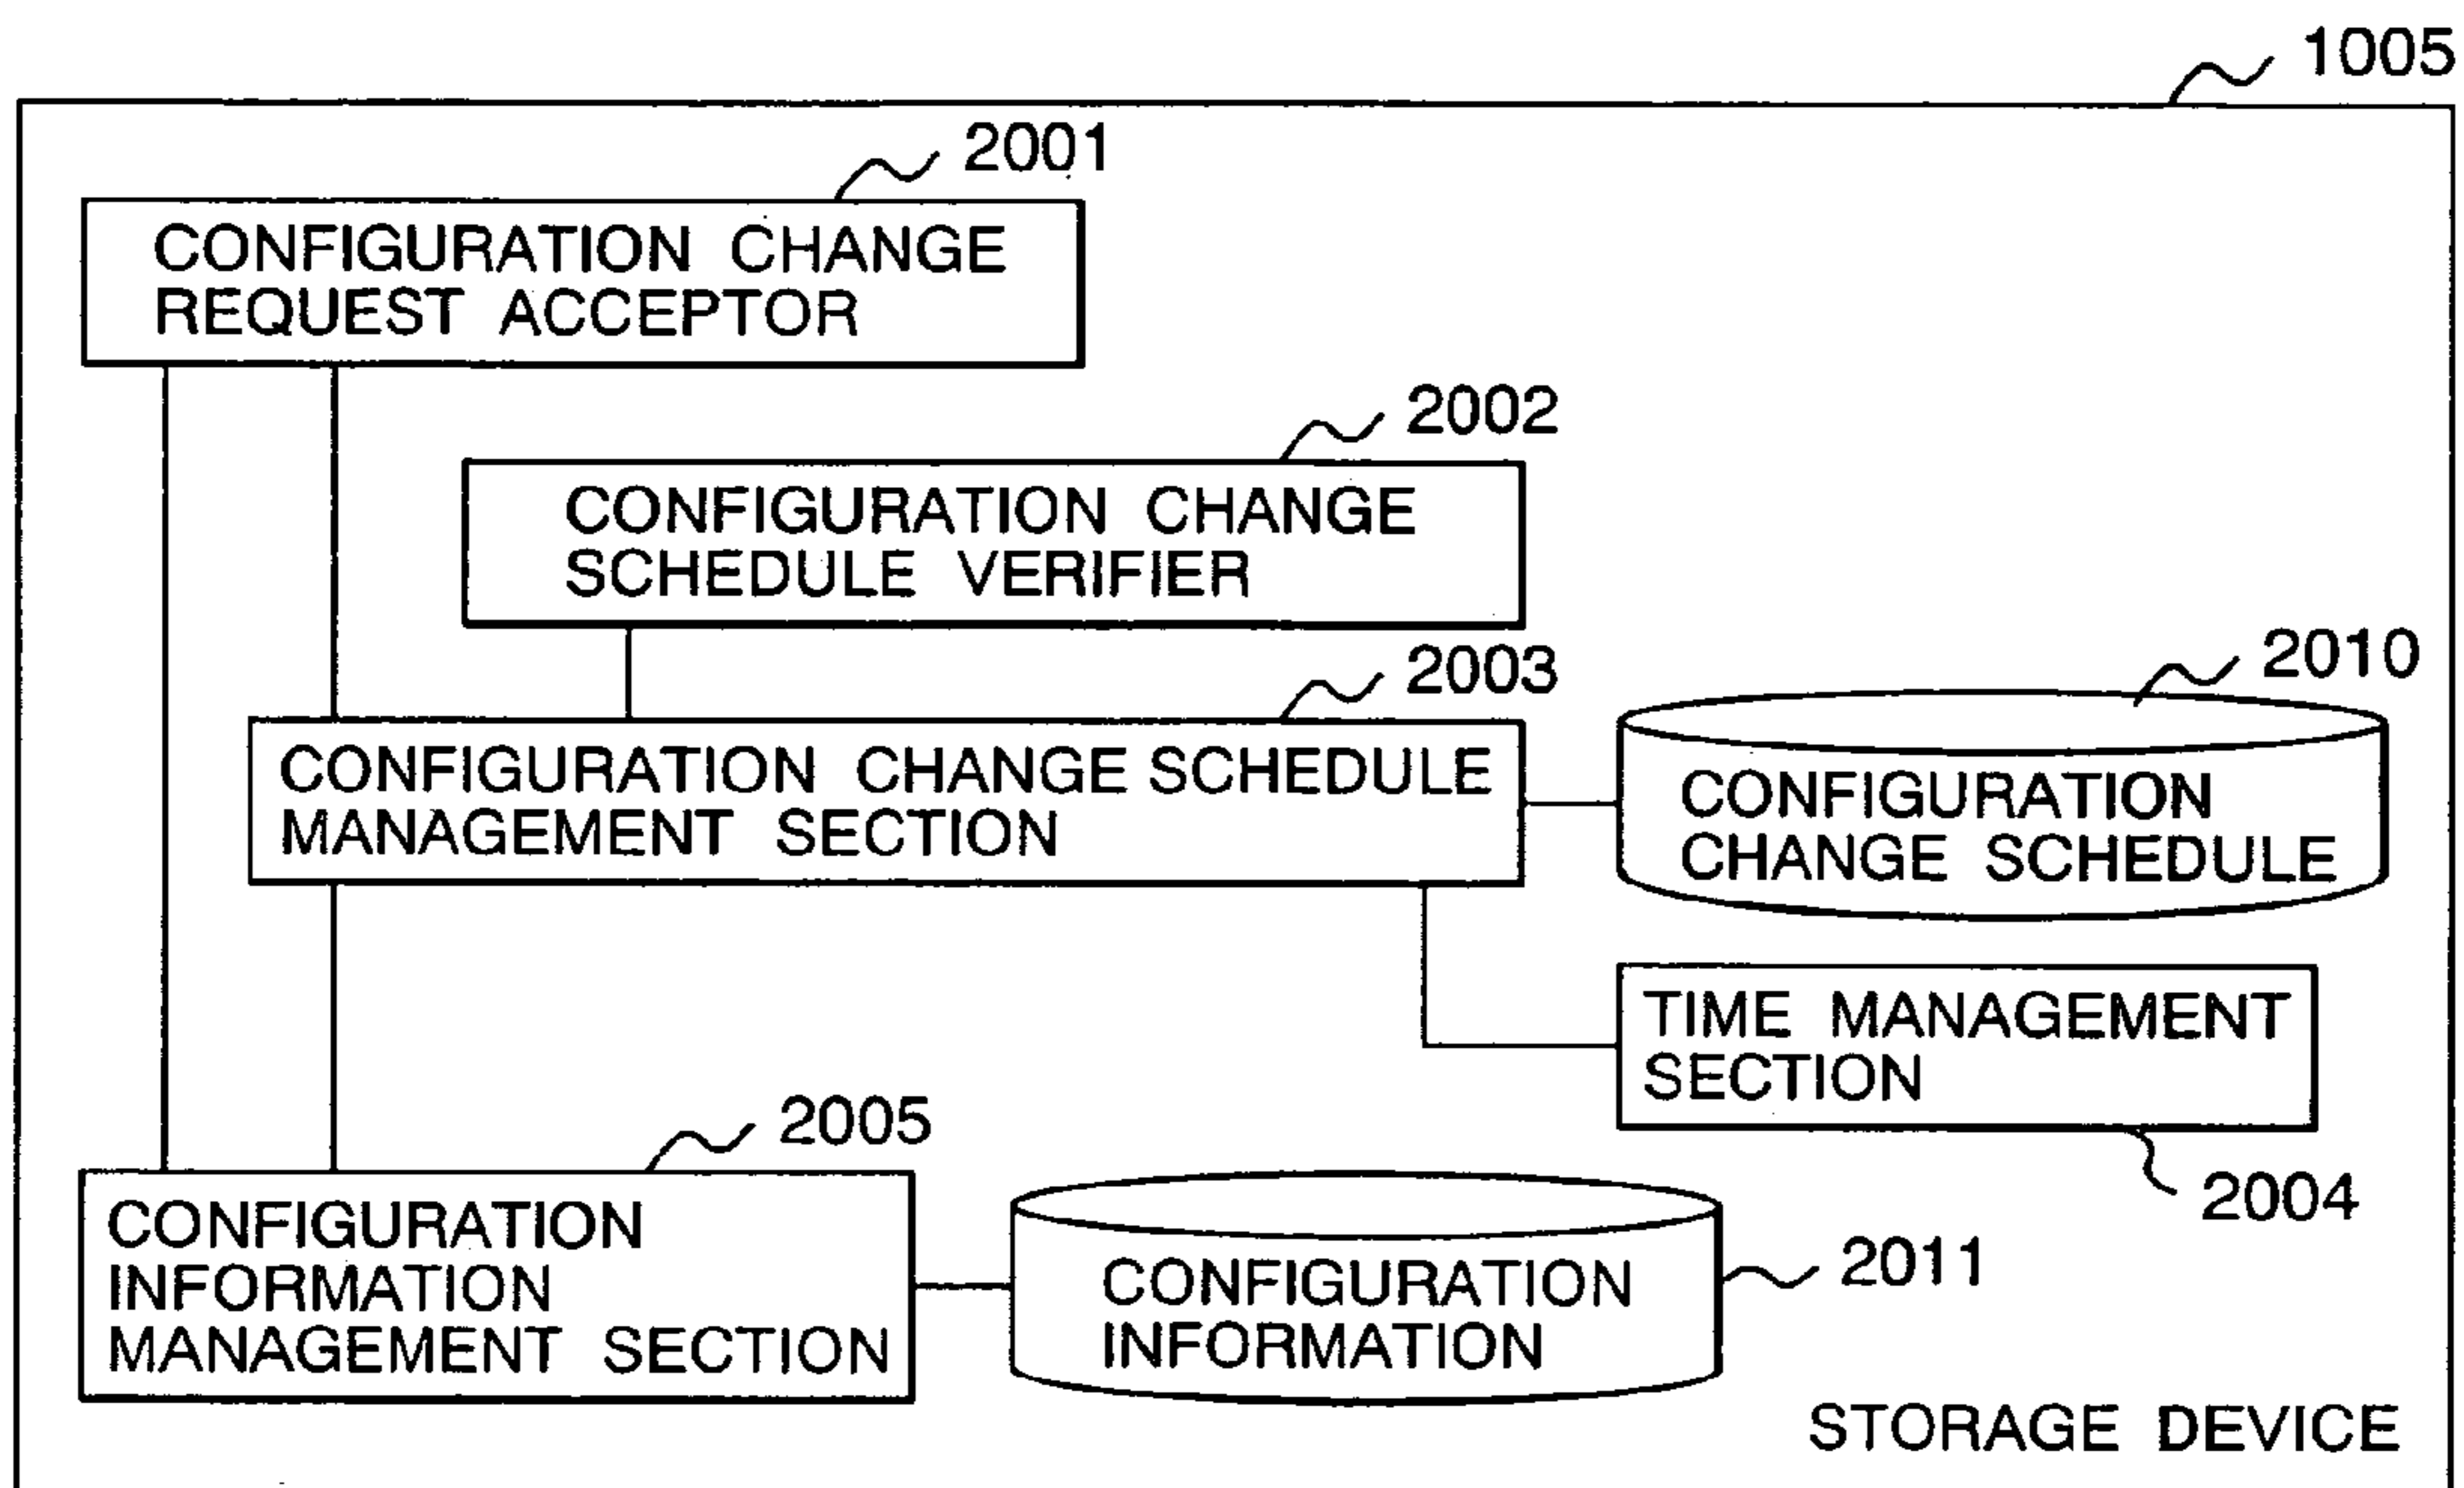 1005
2001
CONFIGURATION CHANGE
REQUEST ACCEPTOR
2002
CONFIGURATION CHANGE
SCHEDULE VERIFIER
2003
CONFIGURATION CHANGE SCHEDULE
MANAGEMENT SECTION
2010
CONFIGURATION
CHANGE SCHEDULE
TIME MANAGEMENT
SECTION
2004
2005
CONFIGURATION
INFORMATION
MANAGEMENT SECTION
CONFIGURATION
INFORMATION
2011
STORAGE DEVICE